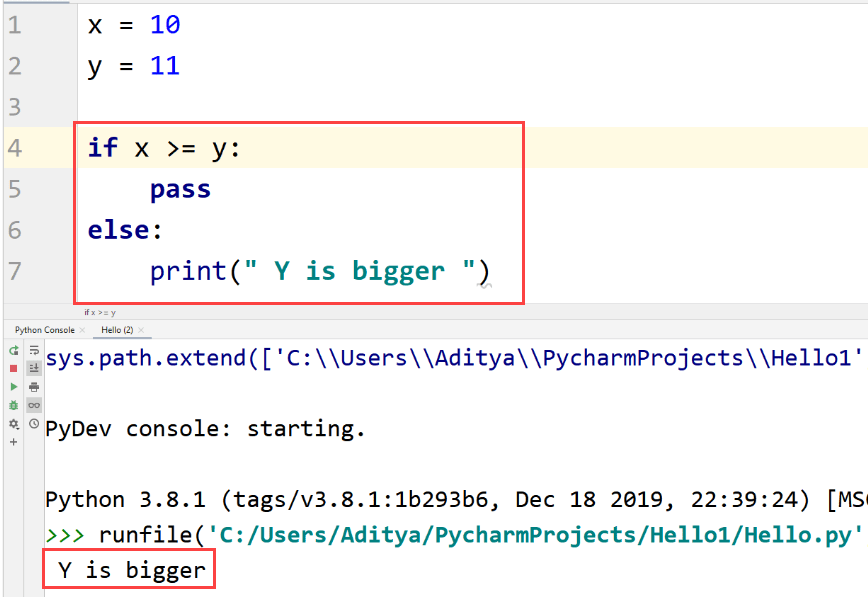 1 x = 10
2 y = 11
3
4 if x >= y:
5     pass
6 else:
7     print(" Y is bigger ")
if x >= y
Python Console × Hello (2) ×
sys.path.extend(['C:\\Users\\Aditya\\PycharmProjects\\Hello1'
PyDev console: starting.
Python 3.8.1 (tags/v3.8.1:1b293b6, Dec 18 2019, 22:39:24) [MSC
>>> runfile('C:/Users/Aditya/PycharmProjects/Hello1/Hello.py'
Y is bigger